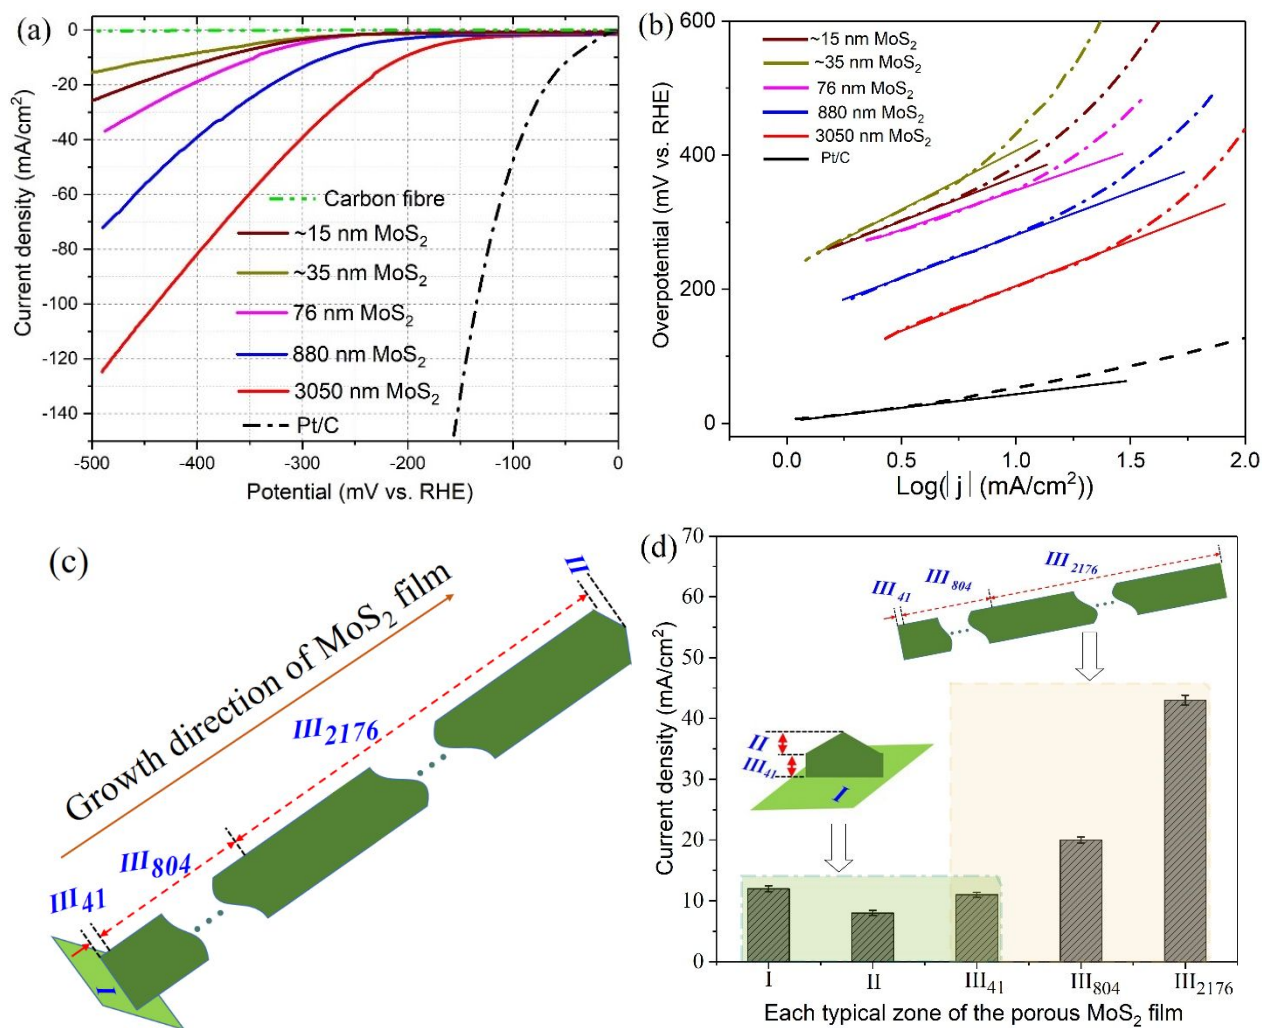 (a)
0
-20
-40
-60
-80
-100
-120
-140
Current density (mA/cm²)
Carbon fibre
~15 nm MoS₂
~35 nm MoS₂
76 nm MoS₂
880 nm MoS₂
3050 nm MoS₂
Pt/C
-500 -400 -300 -200 -100 0
Potential (mV vs. RHE)
(b)
600
400
200
0
Overpotential (mV vs. RHE)
~15 nm MoS₂
~35 nm MoS₂
76 nm MoS₂
880 nm MoS₂
3050 nm MoS₂
Pt/C
0.0 0.5 1.0 1.5 2.0
Log(|j| (mA/cm²))
(c)
Growth direction of MoS₂ film
II
III₂₁₇₆
III₈₀₄
III₄₁
I
(d)
70
60
50
40
30
20
10
0
Current density (mA/cm²)
III₄₁
III₈₀₄
III₂₁₇₆
II
III₄₁
I
I II III₄₁ III₈₀₄ III₂₁₇₆
Each typical zone of the porous MoS₂ film